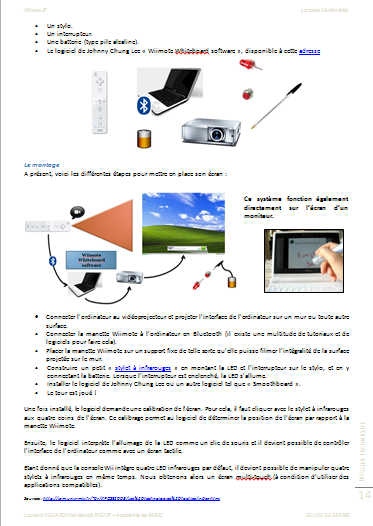 Niveau 2°
Le tableau Multimédia
• Un stylo.
• Un interrupteur.
• Une batterie (type pile alcaline).
• Le logiciel de Johnny Chung Lee « Wiimote Whiteboard software », disponible à cette adresse
Le montage
A présent, voici les différentes étapes pour mettre en place son écran :
Ce système fonction également
directement sur l'écran d'un
moniteur.
Wiimote
Whiteboard
software
• Connecter l'ordinateur au vidéoprojecteur et projeter l'interface de l'ordinateur sur un mur ou toute autre
surface.
• Connecter la manette Wiimote à l'ordinateur en Bluetooth (il existe une multitude de tutoriaux et de
logiciels pour faire cela).
• Placer la manette Wiimote sur un support fixe de telle sorte qu'elle puisse filmer l'intégralité de la surface
projetée sur le mur.
• Construire un petit « stylet à infrarouges » en montant la LED et l'interrupteur sur le stylo, et en y
connectant la batterie. Lorsque l'interrupteur est enclenché, la LED s'allume.
• Installer le logiciel de Johnny Chung Lee ou un autre logiciel tel que « Smoothboard ».
• Le tour est joué !
Une fois installé, le logiciel demande une calibration de l'écran. Pour cela, il faut cliquer avec le stylet à infrarouges
aux quatre coins de l'écran. Ce calibrage permet au logiciel de déterminer la position de l'écran par rapport à la
manette Wiimote.
Ensuite, le logiciel interprète l'allumage de la LED comme un clic de souris et il devient possible de contrôler
l'interface de l'ordinateur comme avec un écran tactile.
Etant donné que la console Wii intègre quatre LED infrarouges par défaut, il devient possible de manipuler quatre
stylets à infrarouges en même temps. Nous obtenons alors un écran multi-touch (à condition d'utiliser des
applications compatibles).
Source :
DOSSIER TECHNIQUE
14
GUIDE DE SEANCE